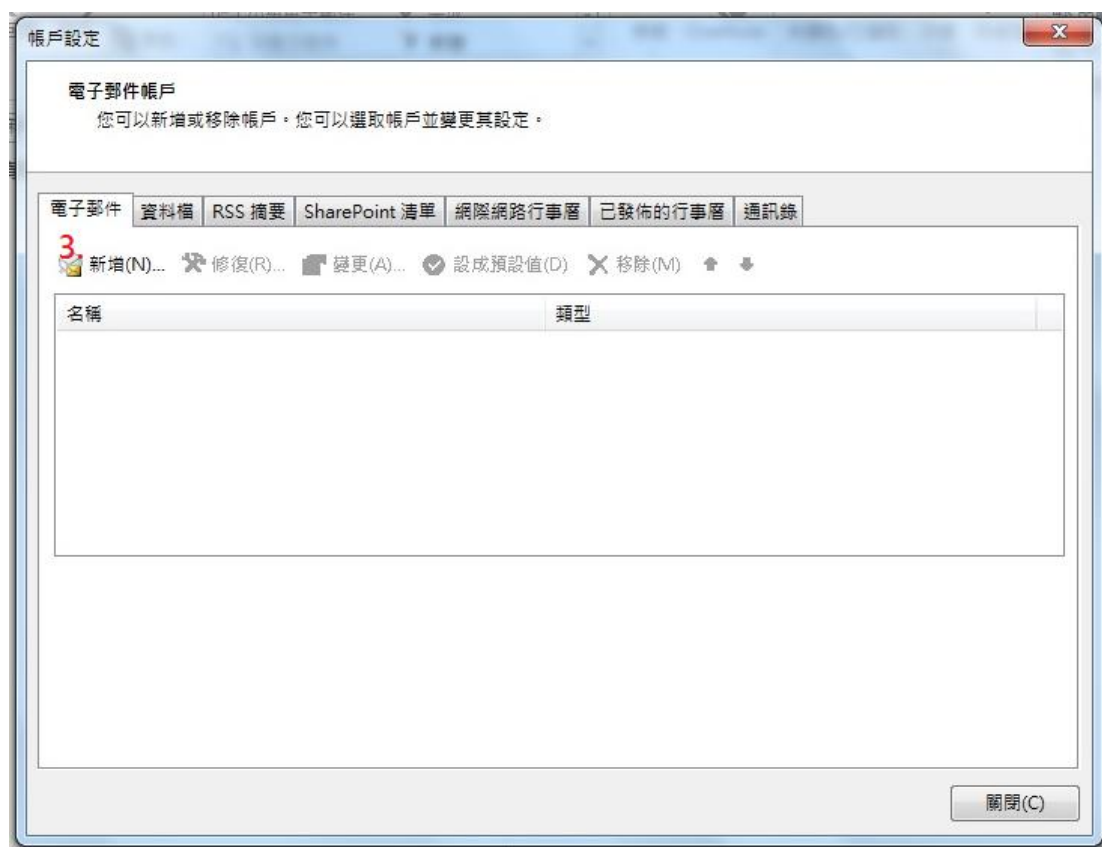 帳戶設定
電子郵件帳戶
您可以新增或移除帳戶。您可以選取帳戶並變更其設定。
電子郵件 資料檔 RSS 摘要 SharePoint 清單 網際網路行事曆 已發佈的行事曆 通訊錄
3.
新增(N)... 修復(R)... 變更(A)... 設成預設值(D) 移除(M)
名稱 類型
關閉(C)